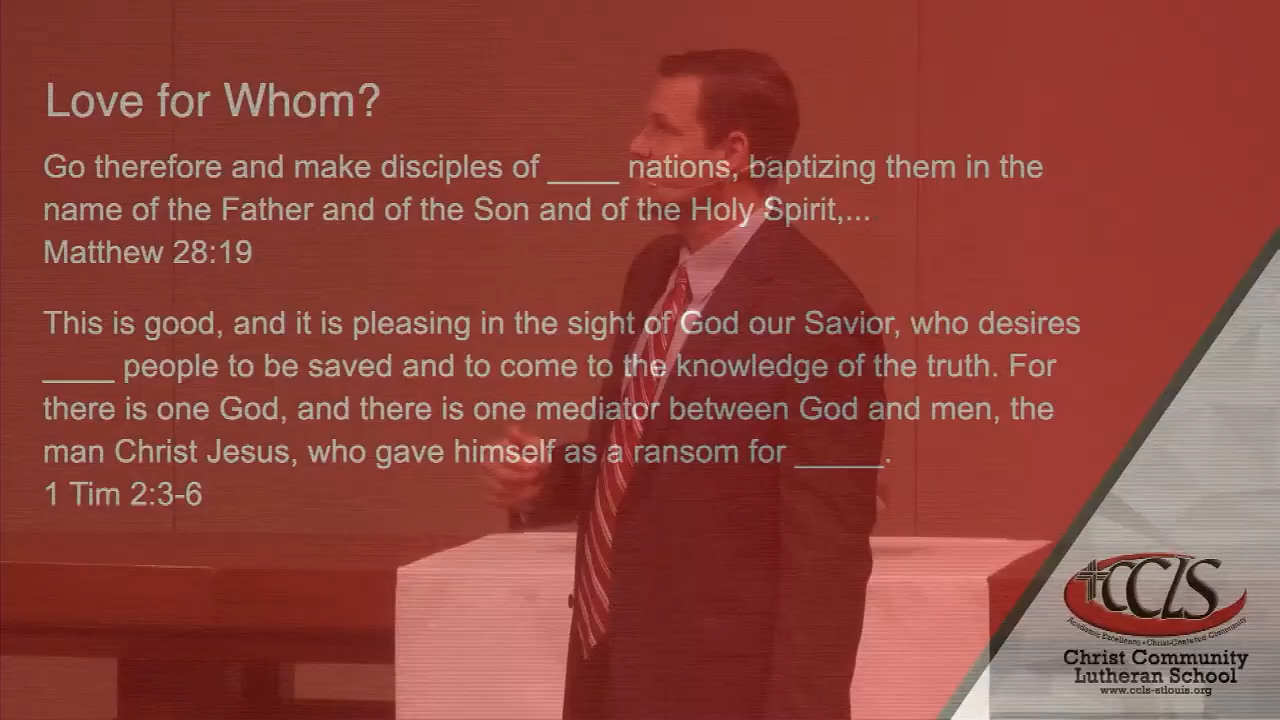 Love for Whom?
Go therefore and make disciples of ____ nations, baptizing them in the
name of the Father and of the Son and of the Holy Spirit,...
Matthew 28:19
This is good, and it is pleasing in the sight of God our Savior, who desires
____ people to be saved and to come to the knowledge of the truth. For
there is one God, and there is one mediator between God and men, the
man Christ Jesus, who gave himself as a ransom for _____.
1 Tim 2:3-6
CCLS
Academic Excellence • Christ-Centered Community
Christ Community
Lutheran School
www.ccls-stlouis.org